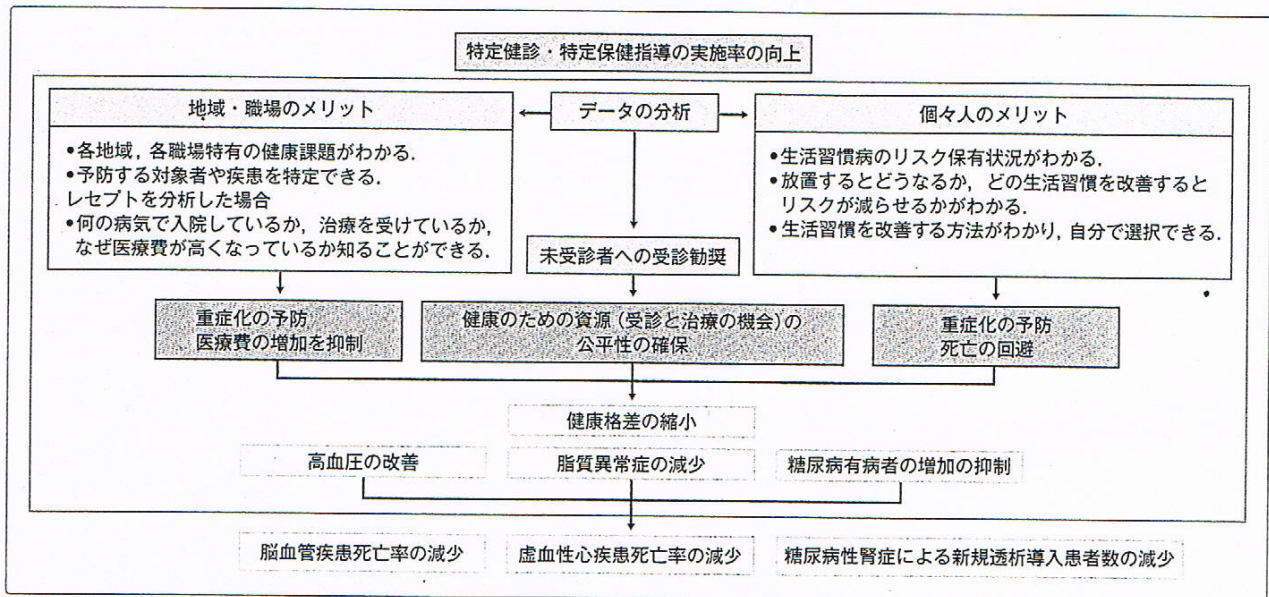 特定健診・特定保健指導の実施率の向上
地域・職場のメリット
•各地域，各職場特有の健康課題がわかる．
•予防する対象者や疾患を特定できる．
レセプトを分析した場合
•何の病気で入院しているか，治療を受けているか，
なぜ医療費が高くなっているか知ることができる．
データの分析
個々人のメリット
•生活習慣病のリスク保有状況がわかる．
•放置するとどうなるか，どの生活習慣を改善すると
リスクが減らせるかがわかる．
•生活習慣を改善する方法がわかり，自分で選択できる．
未受診者への受診勧奨
重症化の予防
医療費の増加を抑制
健康のための資源（受診と治療の機会）の
公平性の確保
重症化の予防
死亡の回避
健康格差の縮小
高血圧の改善
脂質異常症の減少
糖尿病有病者の増加の抑制
脳血管疾患死亡率の減少
虚血性心疾患死亡率の減少
糖尿病性腎症による新規透析導入患者数の減少